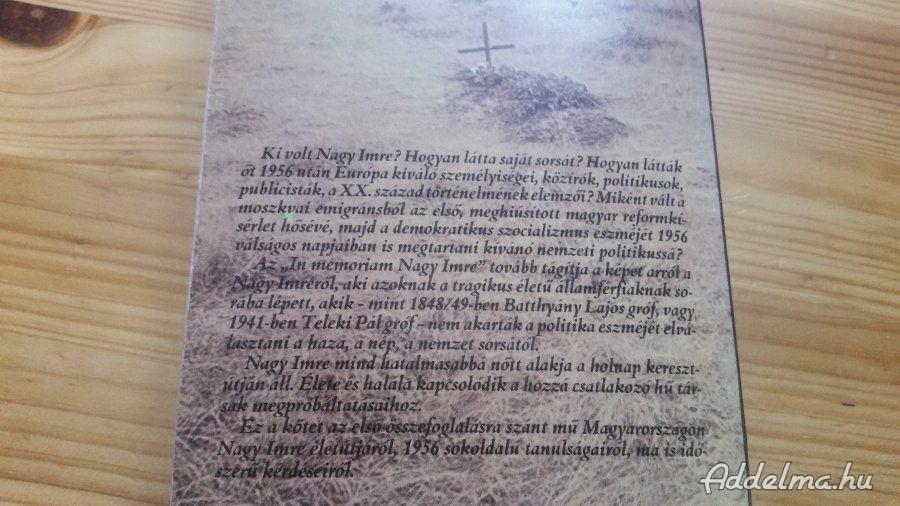 Ki volt Nagy Imre? Hogyan látta saját sorsát? Hogyan látták
őt 1956 után Európa kiváló személyiségei, közírók, politikusok,
publicisták, a XX. század történelmének elemzői? Miként vált a
moszkvai emigránsból az első, meghiúsított magyar reformkí-
sérlet hősévé, majd a demokratikus szocializmus eszméjét 1956
válságos napjaiban is megtartani kívánó nemzeti politikussá?
Az „In memoriam Nagy Imre” tovább tágítja a képet arról a
Nagy Imréről, aki azoknak a tragikus életű államférfiaknak so-
rába lépett, akik - mint 1848/49-ben Batthyány Lajos gróf, vagy
1941-ben Teleki Pál gróf - nem akarták a politika eszméjét elvá-
lasztani a haza, a nép, a nemzet sorsától.
Nagy Imre mind hatalmasabbá nőtt alakja a holnap kereszt-
útján áll. Élete és halála kapcsolódik a hozzá csatlakozó hű tár-
sak megpróbáltatásaihoz.
Ez a kötet az első összefoglalásra szánt mű Magyarországon
Nagy Imre életútjáról, 1956 sokoldalú tanulságairól, ma is idő-
szerű kérdéseiről.
Addelma.hu